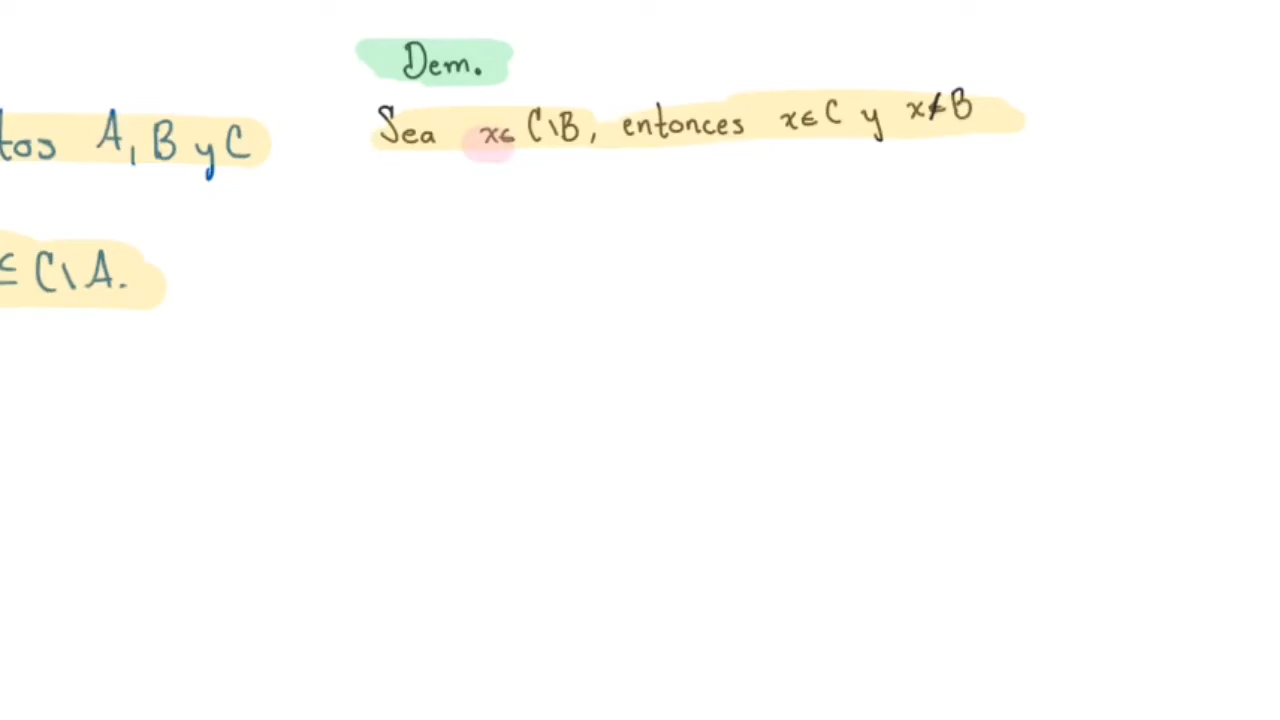 Dem.
Sea x∈ C\B, entonces x∈C y x∉B
tos A, B y C
⊆ C\A.